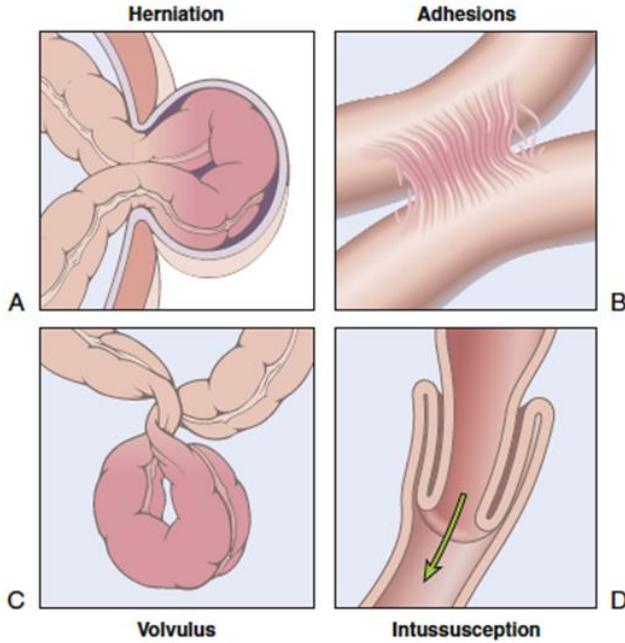 Herniation
Adhesions
A
B
C
D
Volvulus
Intussusception